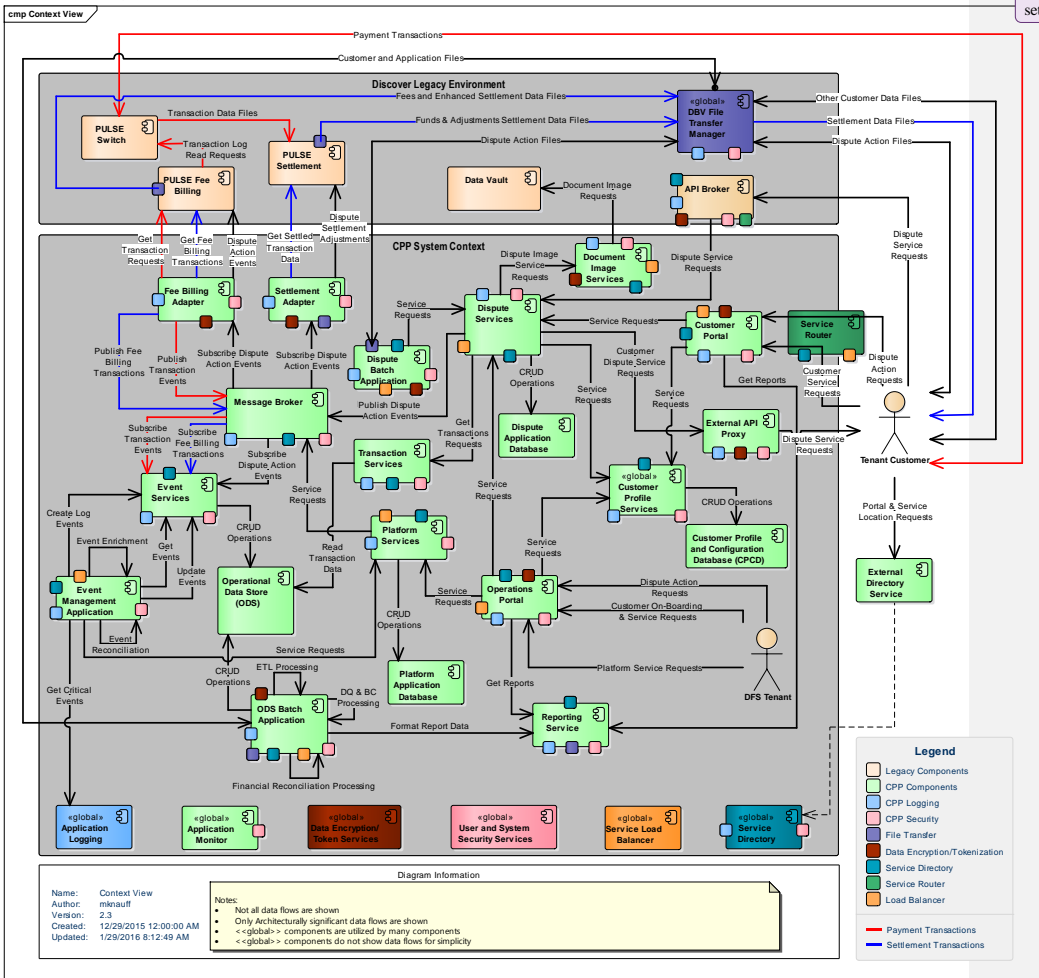 cmp Context View
set
Payment Transactions
Customer and Application Files
Discover Legacy Environment
Fees and Enhanced Settlement Data Files
«global»
DBV File
Transfer
Manager
Other Customer Data Files
Transaction Data Files
Funds & Adjustments Settlement Data Files
Settlement Data Files
PULSE
Switch
Transaction Log
Read Requests
PULSE
Settlement
Dispute Action Files
Dispute Action Files
PULSE Fee
Billing
Data Vault
Document Image
Requests
API Broker
Get
Transaction
Requests
Get Fee
Billing
Transactions
Dispute
Action
Events
Get Settled
Transaction
Data
Dispute
Settlement
Adjustments
CPP System Context
Dispute Image
Service
Requests
Document
Image
Services
Dispute Service
Requests
Dispute
Service
Requests
Fee Billing
Adapter
Settlement
Adapter
Service
Requests
Dispute
Services
Service Requests
Customer
Portal
Service
Router
Publish Fee
Billing
Transactions
Publish
Transaction
Events
Subscribe Dispute
Action Events
Subscribe Dispute
Action Events
Dispute
Batch
Application
CRUD
Operations
Customer
Dispute Service
Requests
Service
Requests
Get Reports
Customer
Service
Requests
Dispute
Action
Requests
Message Broker
Publish Dispute
Action Events
Service
Requests
Get
Transactions
Requests
Dispute
Application
Database
External API
Proxy
Dispute Service
Requests
Tenant Customer
Subscribe
Transaction
Events
Subscribe
Fee Billing
Transactions
Subscribe
Dispute Action
Events
Transaction
Services
Event
Services
Service
Requests
Service
Requests
«global»
Customer
Profile
Services
CRUD Operations
Portal & Service
Location Requests
Create Log
Events
Event Enrichment
Get
Events
Update
Events
CRUD
Operations
Read
Transaction
Data
Platform
Services
Service
Requests
Customer Profile
and Configuration
Database (CPCD)
Event
Management
Application
Operational
Data Store
(ODS)
Service
Requests
Operations
Portal
Dispute Action
Customer On-Boarding
& Service Requests
External
Directory
Service
Event
Reconciliation
Service Requests
CRUD
Operations
Platform Service Requests
DFS Tenant
Get Critical
Events
CRUD
Operations
ETL Processing
DQ & BC
Processing
Platform
Application
Database
Get Reports
ODS Batch
Application
Format Report Data
Reporting
Service
Financial Reconciliation Processing
«global»
Application
Logging
«global»
Application
Monitor
«global»
Data Encryption/
Token Services
«global»
User and System
Security Services
«global»
Service Load
Balancer
«global»
Service
Directory
Legend
Legacy Components
CPP Components
CPP Logging
CPP Security
File Transfer
Data Encryption/Tokenization
Service Directory
Service Router
Load Balancer
Payment Transactions
Settlement Transactions
Diagram Information
Name: Context View
Author: mknauff
Version: 2.3
Created: 12/29/2015 12:00:00 AM
Updated: 1/29/2016 8:12:49 AM
Notes:
• Not all data flows are shown
• Only Architecturally significant data flows are shown
• <<global>> components are utilized by many components
• <<global>> components do not show data flows for simplicity